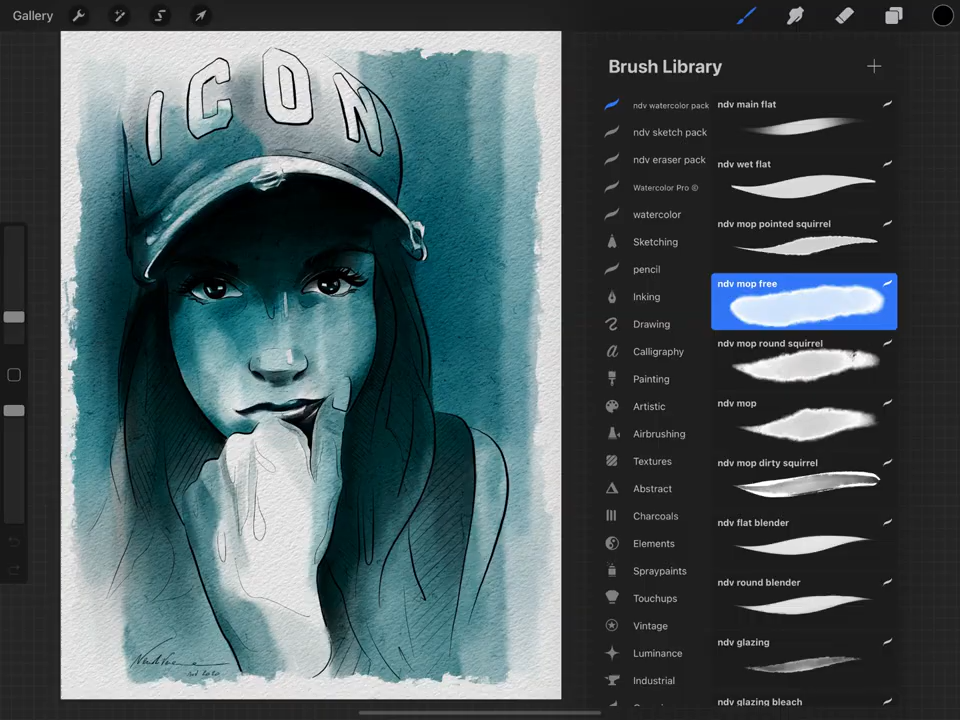 Gallery
ICON
Brush Library
ndv watercolor pack
ndv sketch pack
ndv eraser pack
Watercolor Pro ®
watercolor
Sketching
pencil
Inking
Drawing
Calligraphy
Painting
Artistic
Airbrushing
Textures
Abstract
Charcoals
Elements
Spraypaints
Touchups
Vintage
Luminance
Industrial
ndv main flat
ndv wet flat
ndv mop pointed squirrel
ndv mop free
ndv mop round squirrel
ndv mop
ndv mop dirty squirrel
ndv flat blender
ndv round blender
ndv glazing
ndv glazing bleach